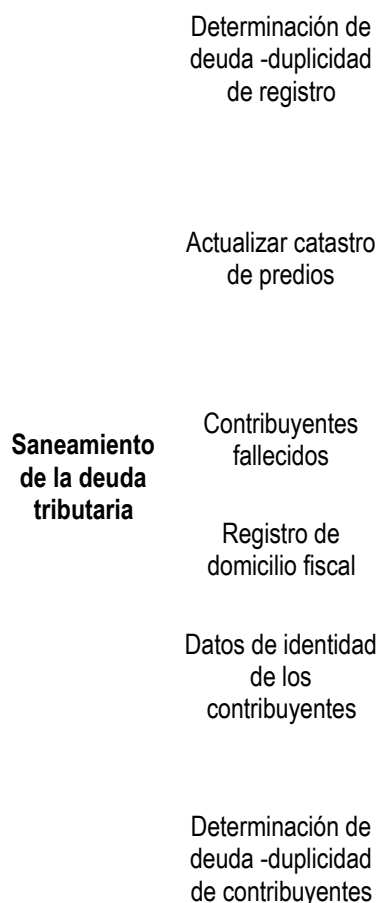 Determinación de
deuda -duplicidad
de registro
Actualizar catastro
de predios
Saneamiento
de la deuda
tributaria
Contribuyentes
fallecidos
Registro de
domicilio fiscal
Datos de identidad
de los
contribuyentes
Determinación de
deuda -duplicidad
de contribuyentes